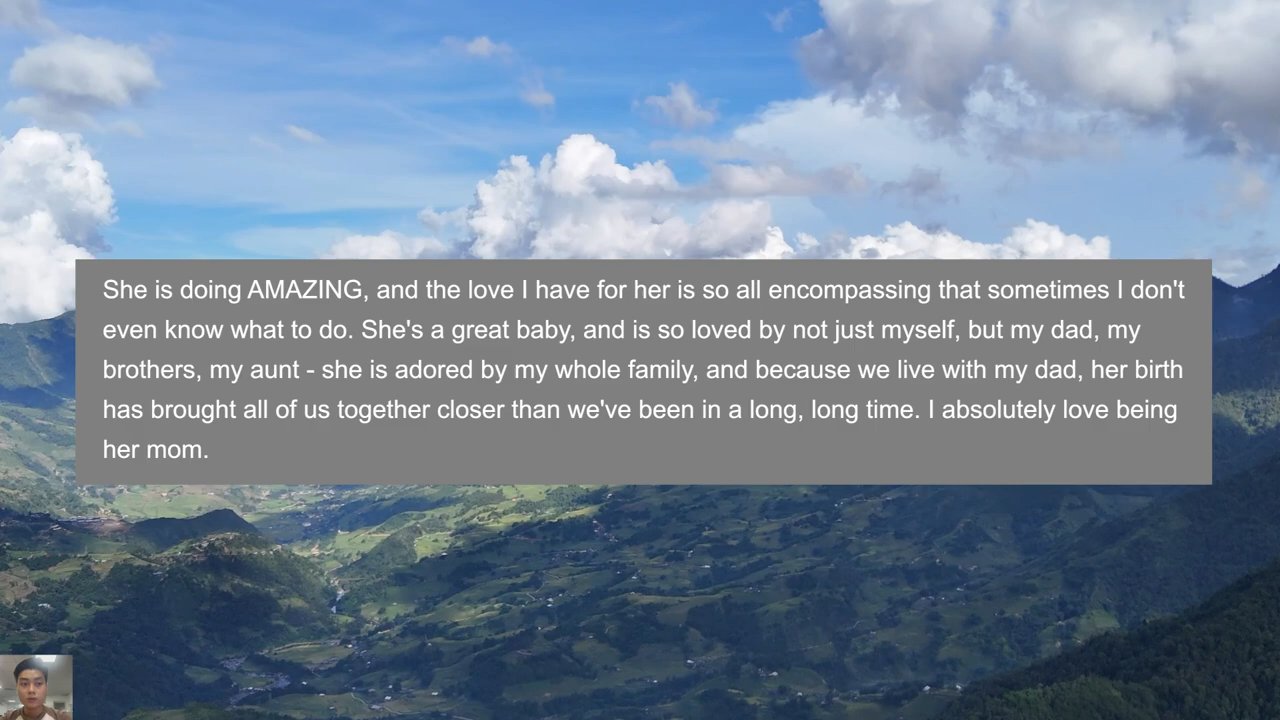 She is doing AMAZING, and the love I have for her is so all encompassing that sometimes I don't
even know what to do. She's a great baby, and is so loved by not just myself, but my dad, my
brothers, my aunt - she is adored by my whole family, and because we live with my dad, her birth
has brought all of us together closer than we've been in a long, long time. I absolutely love being
her mom.